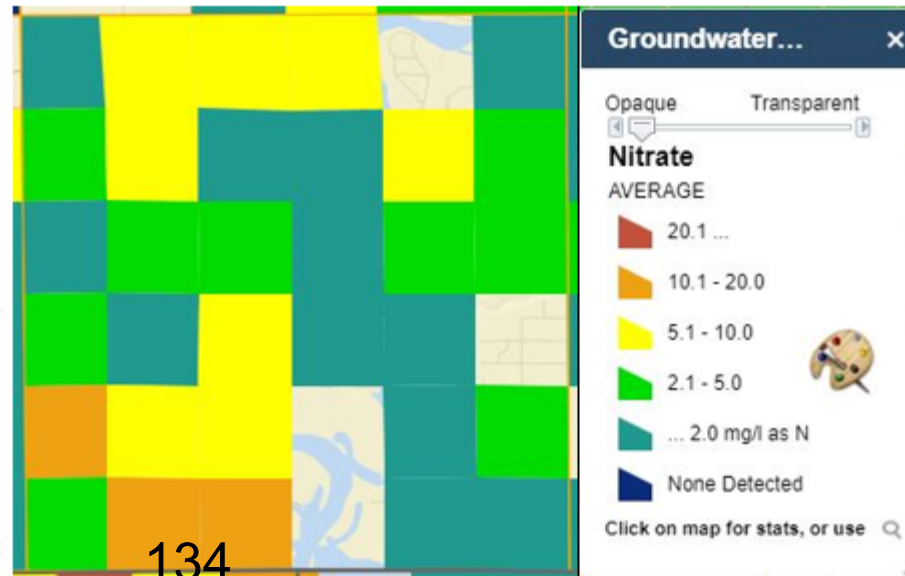 134
Groundwater... ×
Opaque Transparent
Nitrate
AVERAGE
20.1 ...
10.1 - 20.0
5.1 - 10.0
2.1 - 5.0
... 2.0 mg/l as N
None Detected
Click on map for stats, or use